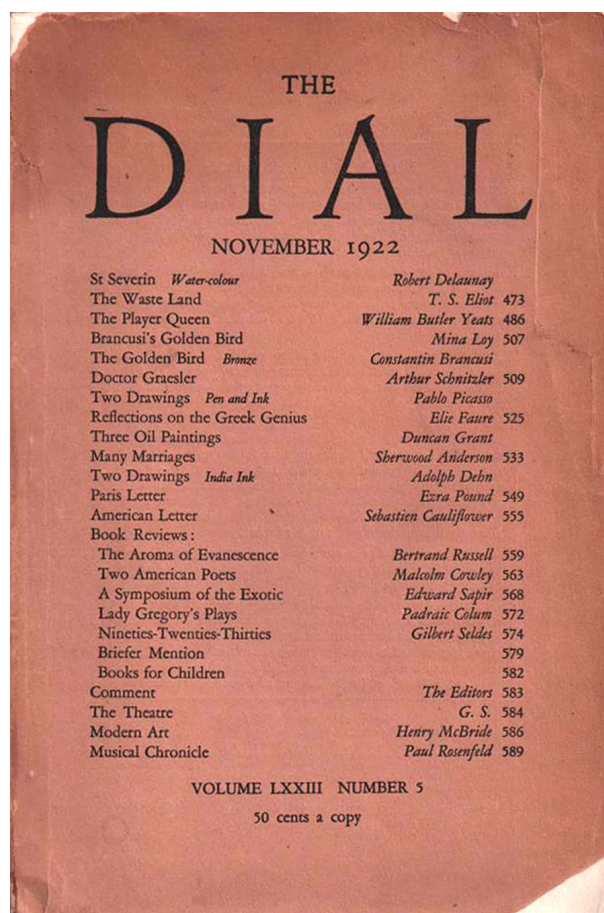 THE
DIAL
NOVEMBER 1922
St Severin Water-colour Robert Delaunay
The Waste Land T. S. Eliot 473
The Player Queen William Butler Yeats 486
Brancusi's Golden Bird Mina Loy 507
The Golden Bird Bronze Constantin Brancusi
Doctor Graesler Arthur Schnitzler 509
Two Drawings Pen and Ink Pablo Picasso
Reflections on the Greek Genius Elie Faure 525
Three Oil Paintings Duncan Grant
Many Marriages Sherwood Anderson 533
Two Drawings India Ink Adolph Dehn
Paris Letter Ezra Pound 549
American Letter Sebastien Cauliflower 555
Book Reviews:
The Aroma of Evanescence Bertrand Russell 559
Two American Poets Malcolm Cowley 563
A Symposium of the Exotic Edward Sapir 568
Lady Gregory's Plays Padraic Colum 572
Nineties-Twenties-Thirties Gilbert Seldes 574
Briefer Mention 579
Books for Children 582
Comment The Editors 583
The Theatre G. S. 584
Modern Art Henry McBride 586
Musical Chronicle Paul Rosenfeld 589
VOLUME LXXIII NUMBER 5
50 cents a copy